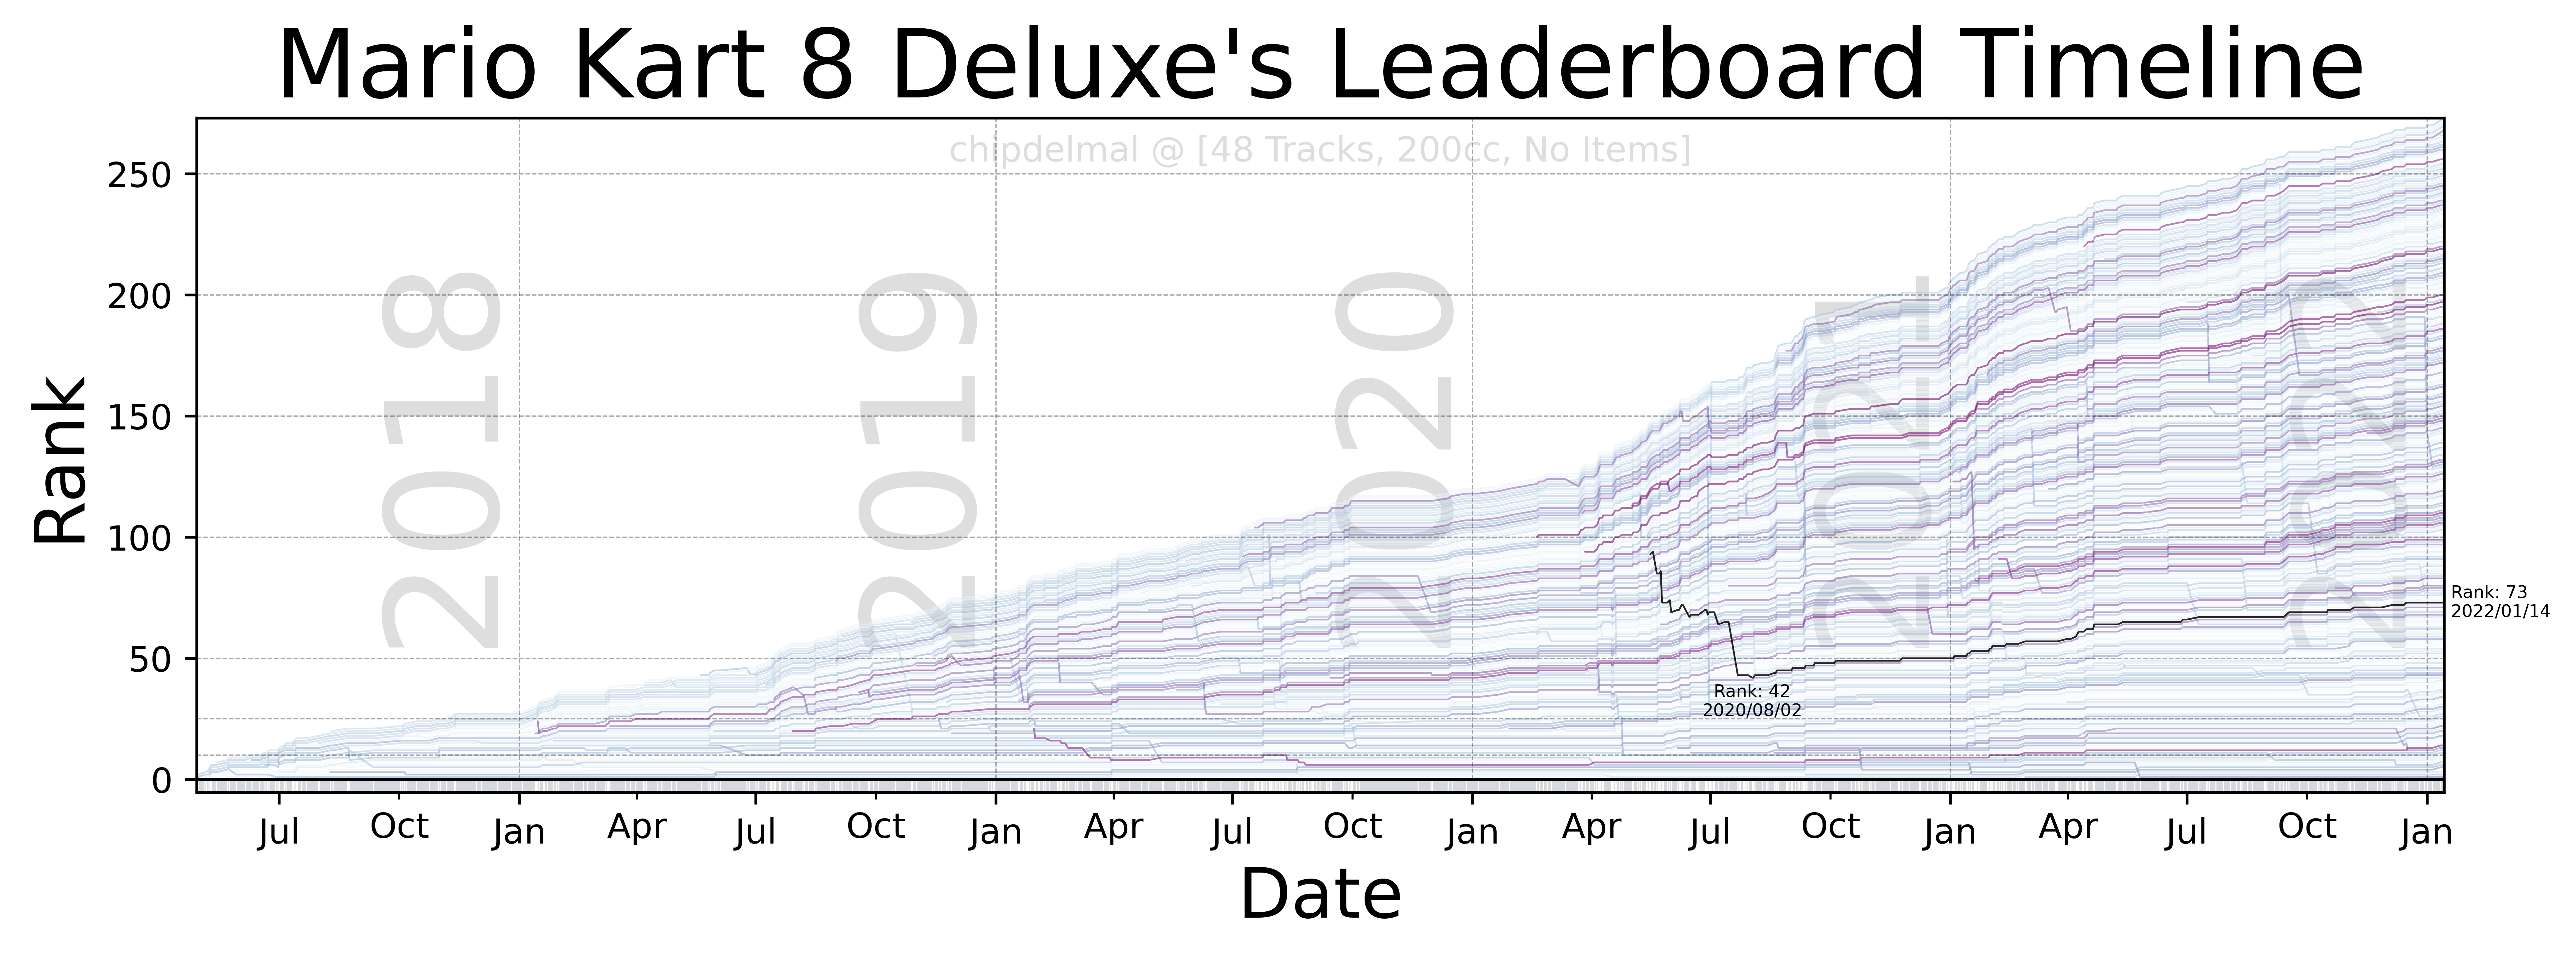 Mario Kart 8 Deluxe's Leaderboard Timeline
chipdelmal @ [48 Tracks, 200cc, No Items]
Rank
250
200
150
100
50
0
2018
2019
2020
2021
2022
Rank: 73
2022/01/14
Rank: 42
2020/08/02
Jul Oct Jan Apr Jul Oct Jan Apr Jul Oct Jan Apr Jul Oct Jan Apr Jul Oct Jan
Date